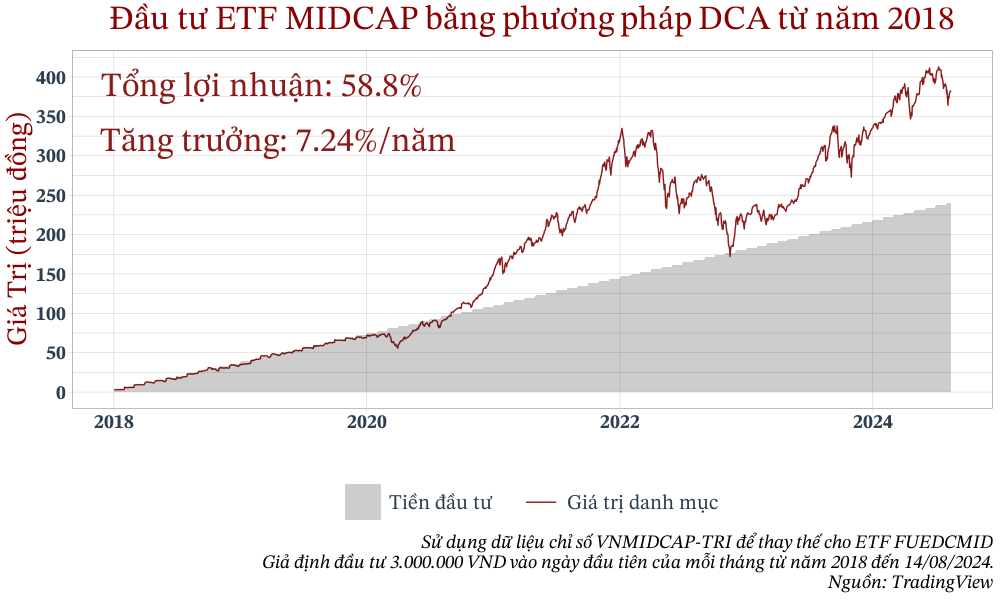 Đầu tư ETF MIDCAP bằng phương pháp DCA từ năm 2018
Tổng lợi nhuận: 58.8%
Tăng trưởng: 7.24%/năm
Giá Trị (triệu đồng)
400
350
300
250
200
150
100
50
0
2018 2020 2022 2024
Tiền đầu tư Giá trị danh mục
Sử dụng dữ liệu chỉ số VNMIDCAP-TRI để thay thế cho ETF FUEDCMID
Giả định đầu tư 3.000.000 VND vào ngày đầu tiên của mỗi tháng từ năm 2018 đến 14/08/2024.
Nguồn: TradingView